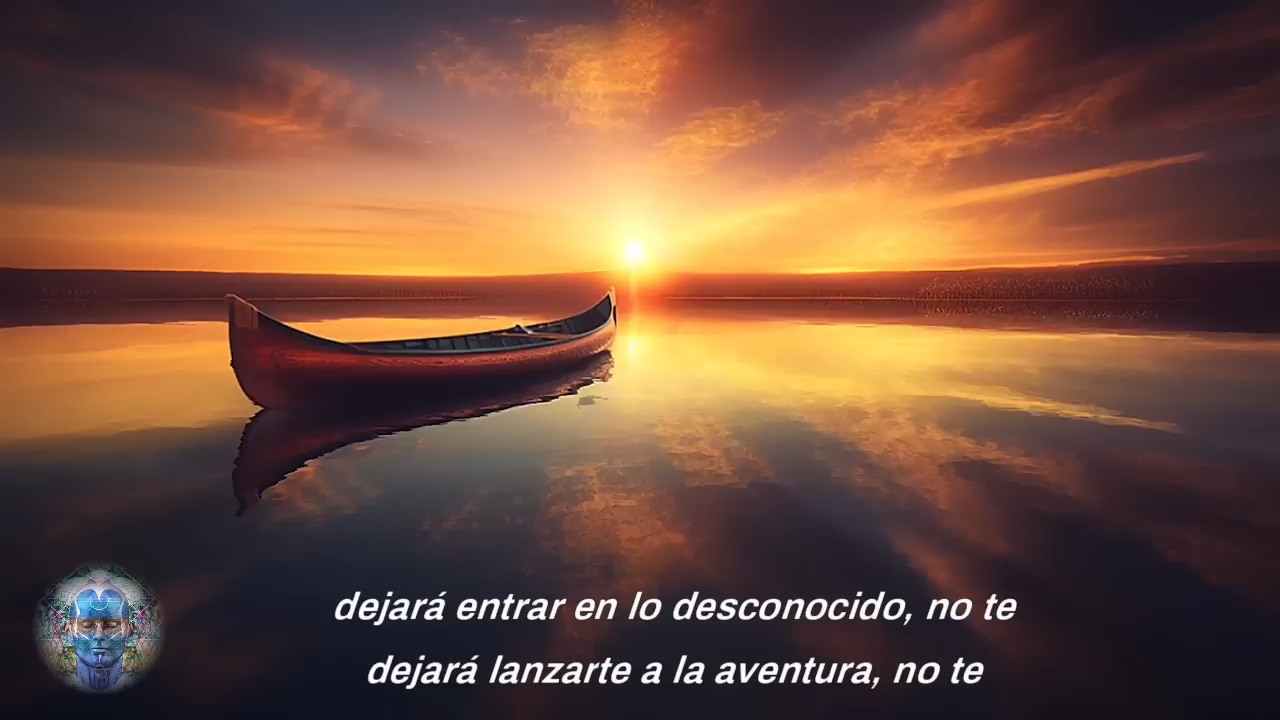 dejará entrar en lo desconocido, no te
dejará lanzarte a la aventura, no te